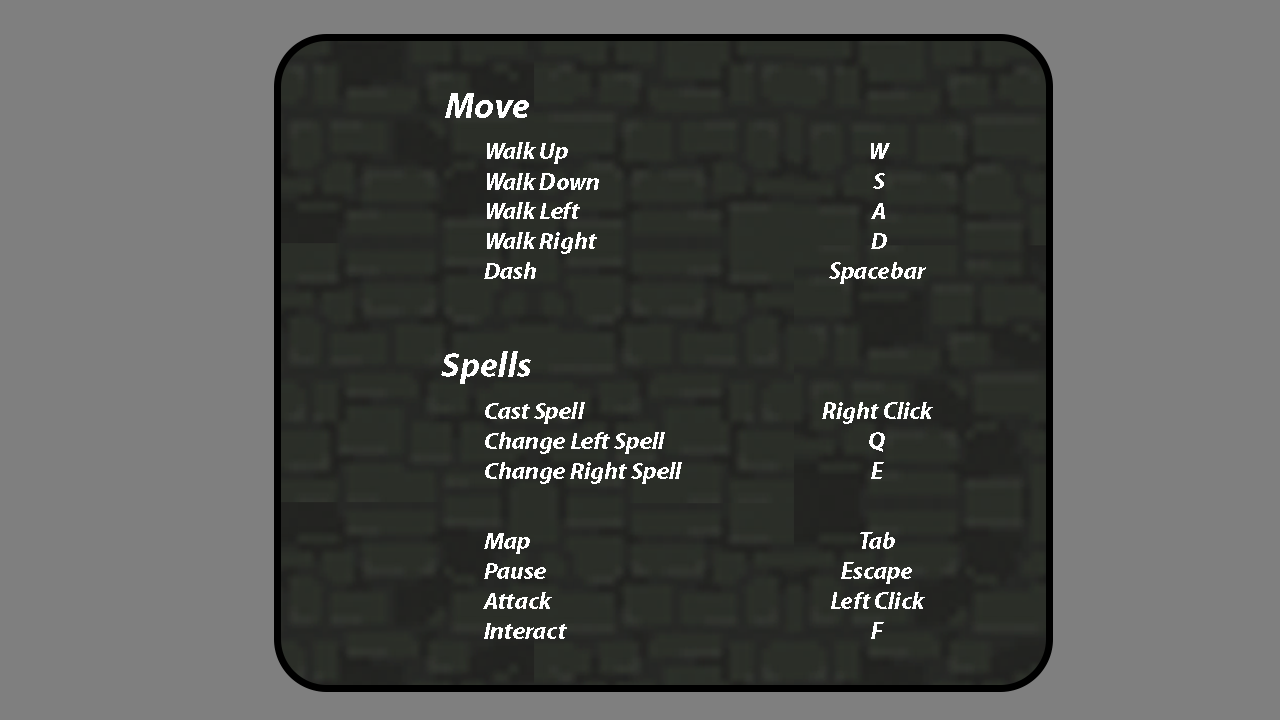 Move
Walk Up W
Walk Down S
Walk Left A
Walk Right D
Dash Spacebar
Spells
Cast Spell Right Click
Change Left Spell Q
Change Right Spell E
Map Tab
Pause Escape
Attack Left Click
Interact F